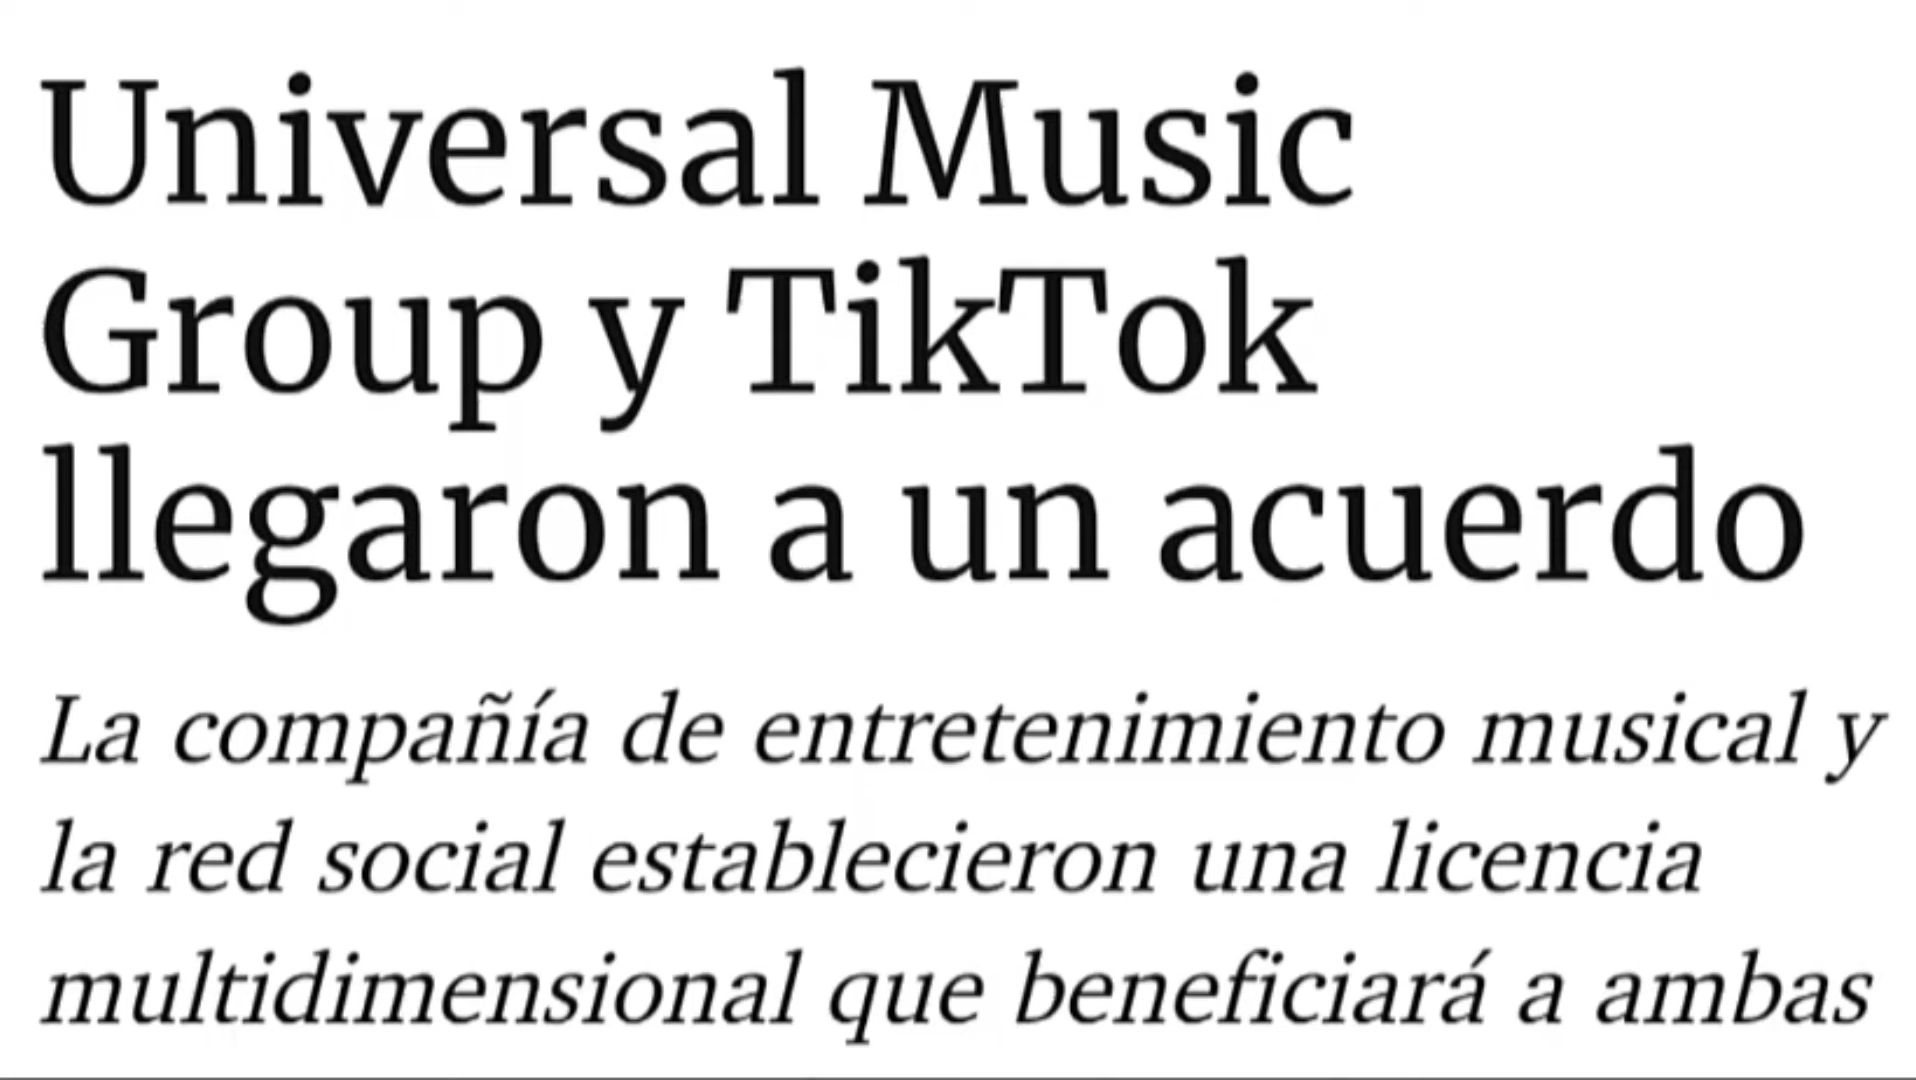 Universal Music
Group y TikTok
llegaron a un acuerdo
La compañía de entretenimiento musical y
la red social establecieron una licencia
multidimensional que beneficiará a ambas